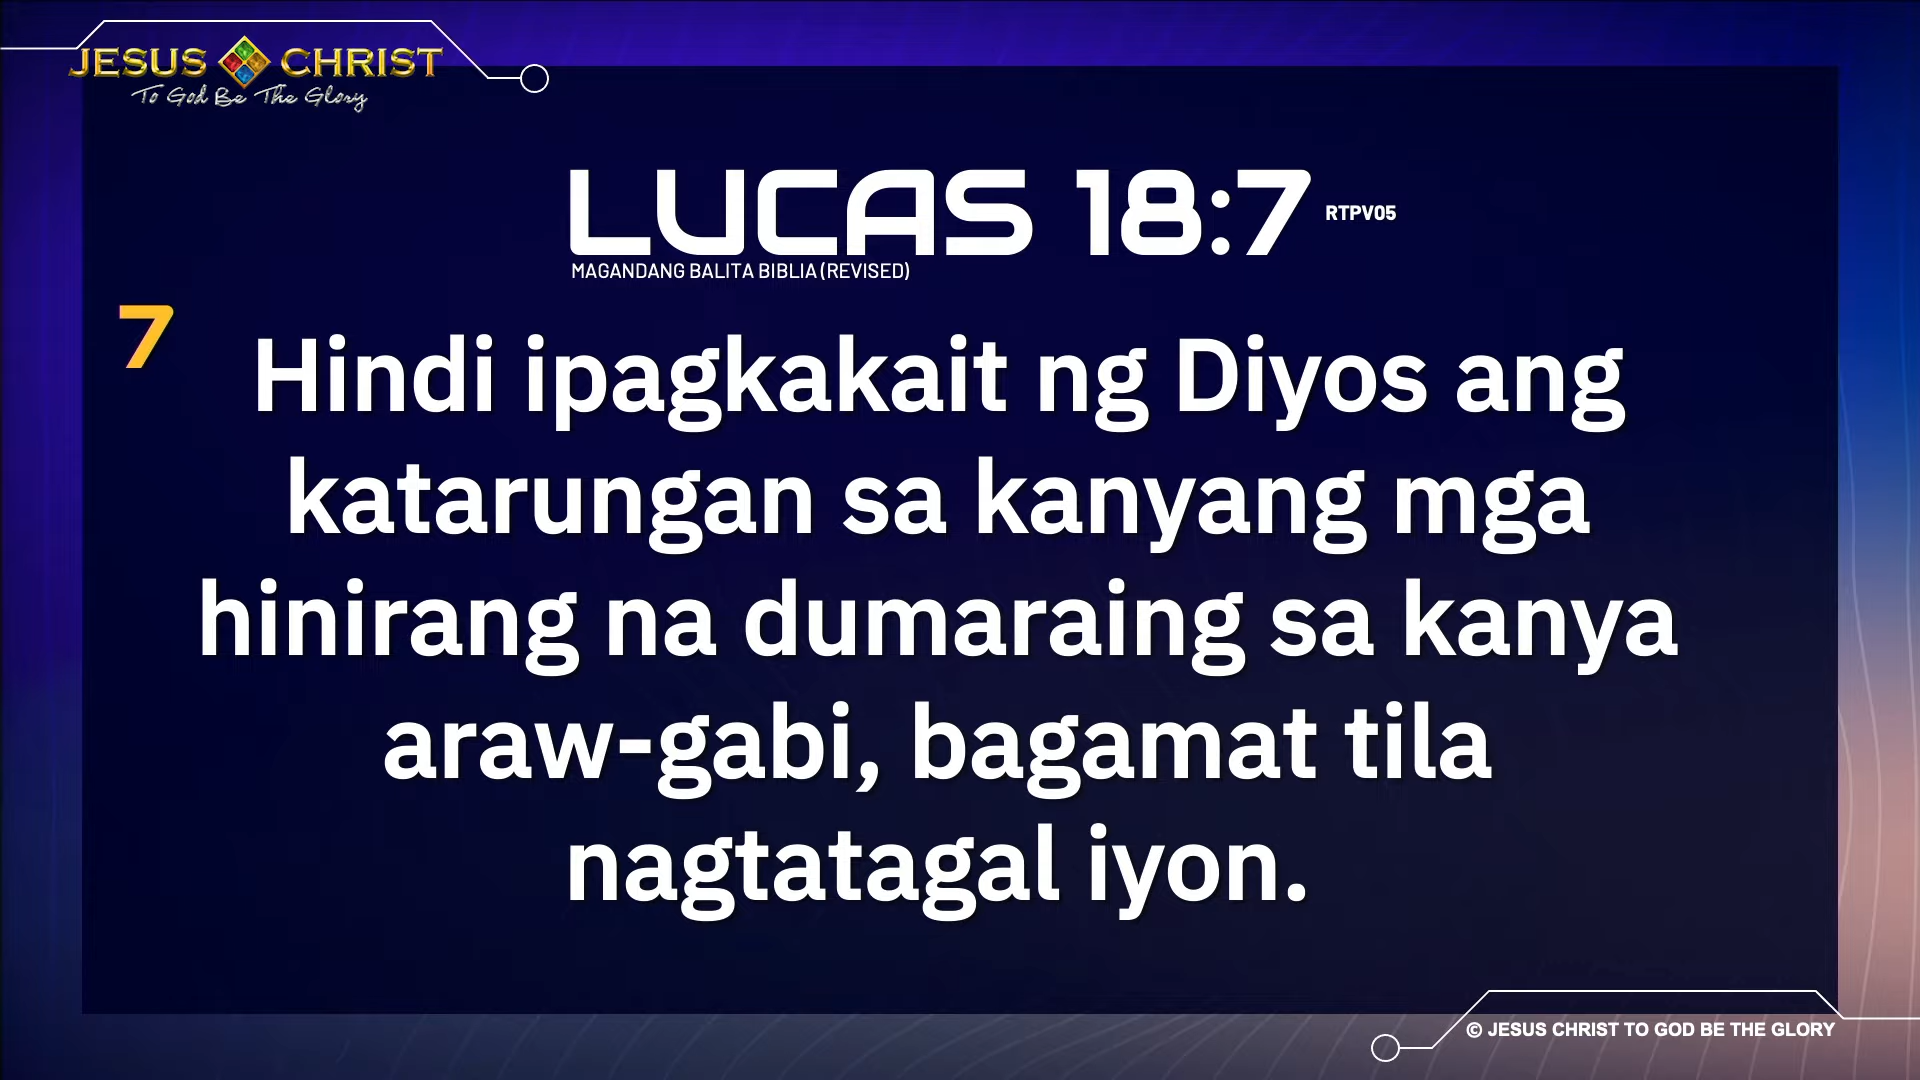 JESUS CHRIST
To God Be The Glory
LUCAS 18:7 RTPV05
MAGANDANG BALITA BIBLIA (REVISED)
7
Hindi ipagkakait ng Diyos ang
katarungan sa kanyang mga
hinirang na dumaraing sa kanya
araw-gabi, bagamat tila
nagtatagal iyon.
© JESUS CHRIST TO GOD BE THE GLORY